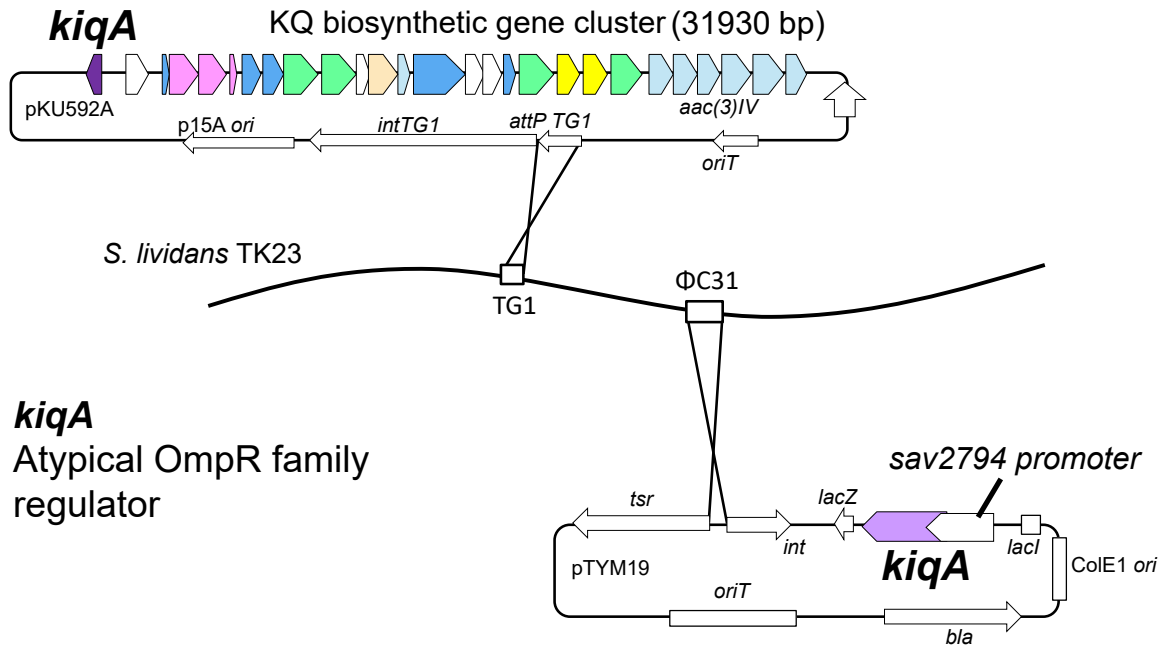 kiqA
KQ biosynthetic gene cluster (31930 bp)
pKU592A
aac(3)IV
p15A ori
intTG1
attP TG1
oriT
S. lividans TK23
TG1
ΦC31
kiqA
Atypical OmpR family
regulator
sav2794 promoter
tsr
lacZ
int
kiqA
lacI
pTYM19
ColE1 ori
oriT
bla